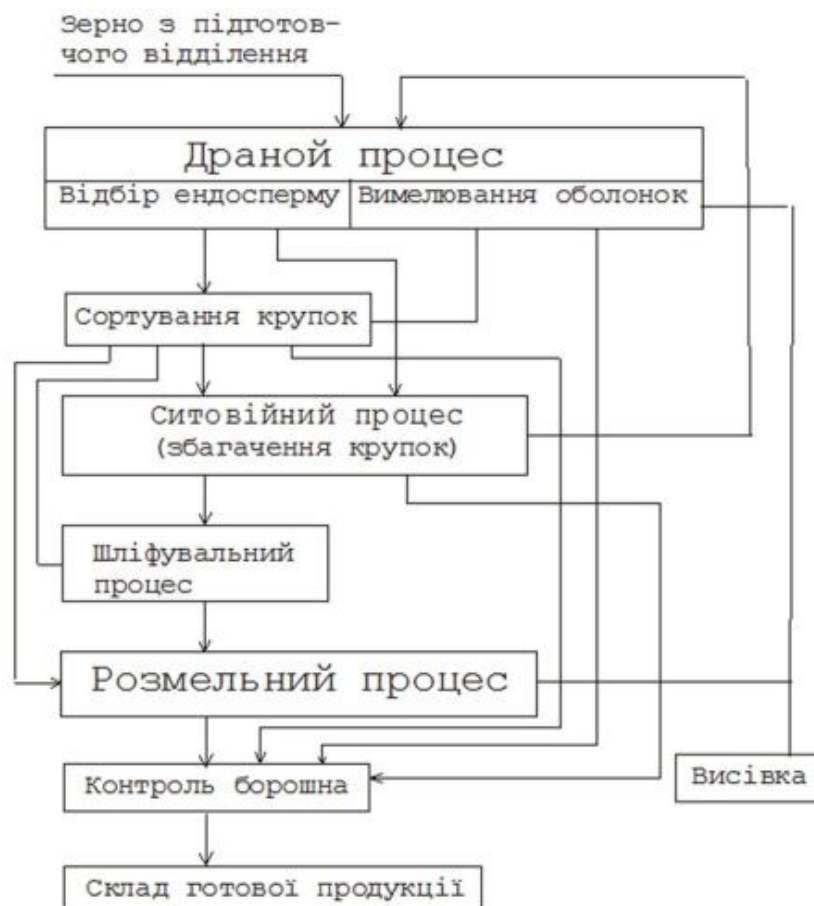 Зерно з підготов-
чого відділення
Драной процес
Відбір ендосперму
Вимелювання оболонок
Сортування крупок
Ситовійний процес
(збагачення крупок)
Шліфувальний
процес
Розмельний процес
Контроль борошна
Висівка
Склад готової продукції